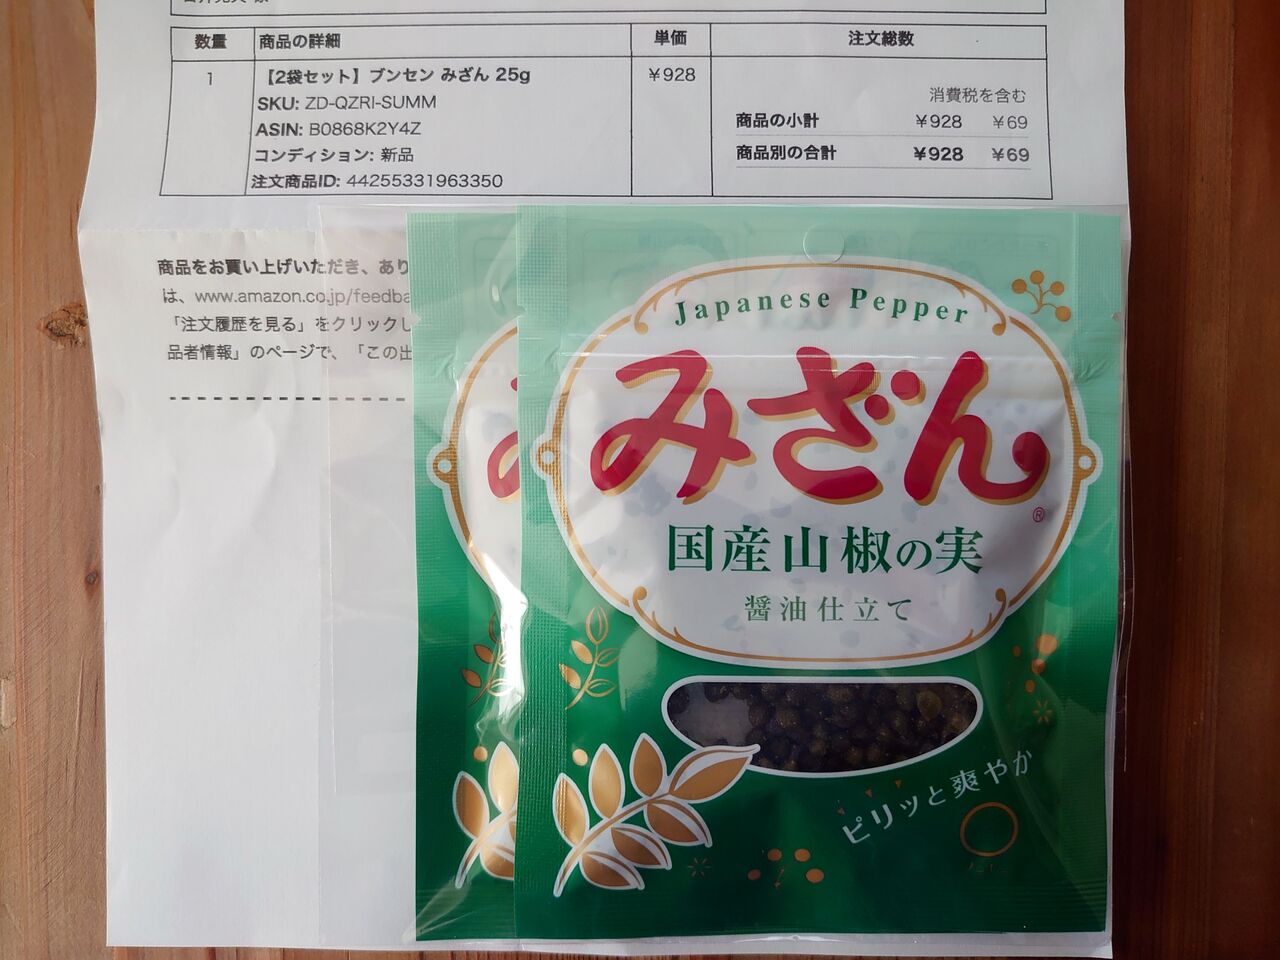 数量 商品の詳細 単価 注文総数
1 【2袋セット】ブンセン みざん 25g ¥928
SKU: ZD-QZRI-SUMM
ASIN: B0868K2Y4Z
コンディション: 新品
注文商品ID: 44255331963350
消費税を含む
商品の小計 ¥928 ¥69
商品別の合計 ¥928 ¥69
商品をお買い上げいただき、あり
は、www.amazon.co.jp/feedba
「注文履歴を見る」をクリックし
品者情報」のページで、「この出
Japanese Pepper
みざん
®
国産山椒の実
醤油仕立て
ピリッと爽やか